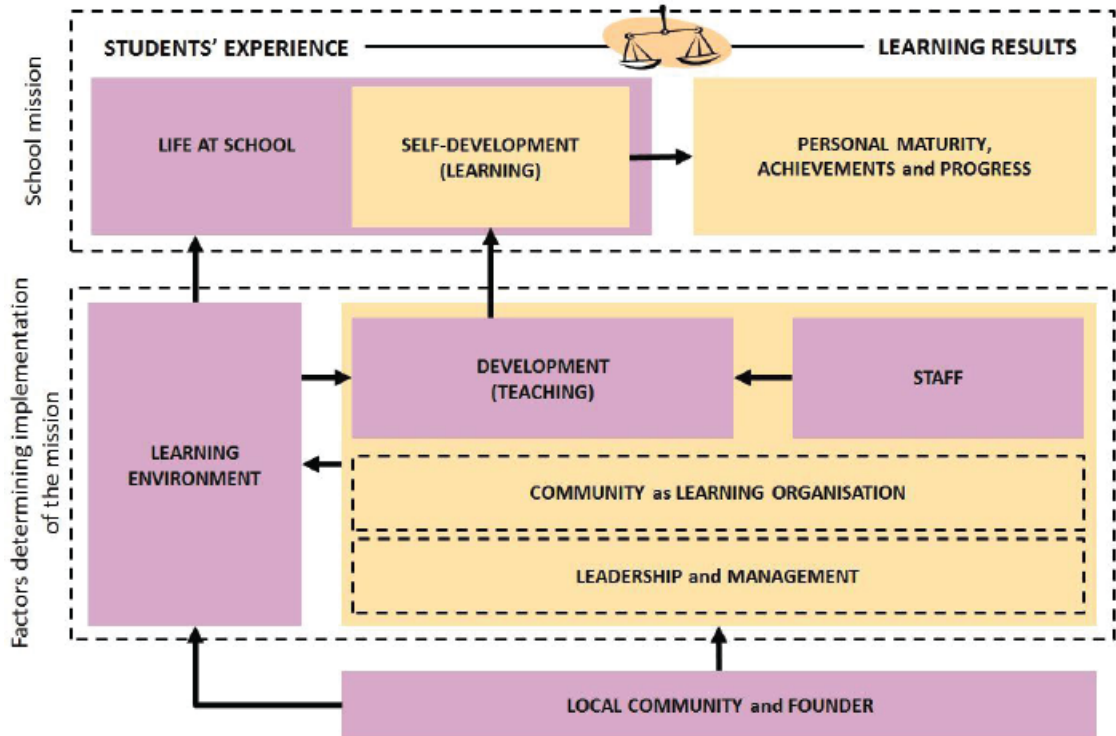 STUDENTS’ EXPERIENCE
LEARNING RESULTS
School mission
LIFE AT SCHOOL
SELF-DEVELOPMENT
(LEARNING)
PERSONAL MATURITY,
ACHIEVEMENTS and PROGRESS
Factors determining implementation
of the mission
LEARNING
ENVIRONMENT
DEVELOPMENT
(TEACHING)
STAFF
COMMUNITY as LEARNING ORGANISATION
LEADERSHIP and MANAGEMENT
LOCAL COMMUNITY and FOUNDER